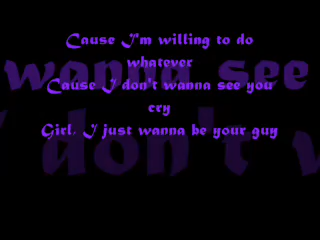 Cause I'm willing to do
whatever
wanna see
Cause I don't wanna see you
cry
Girl, I just wanna be your guy
I don't w